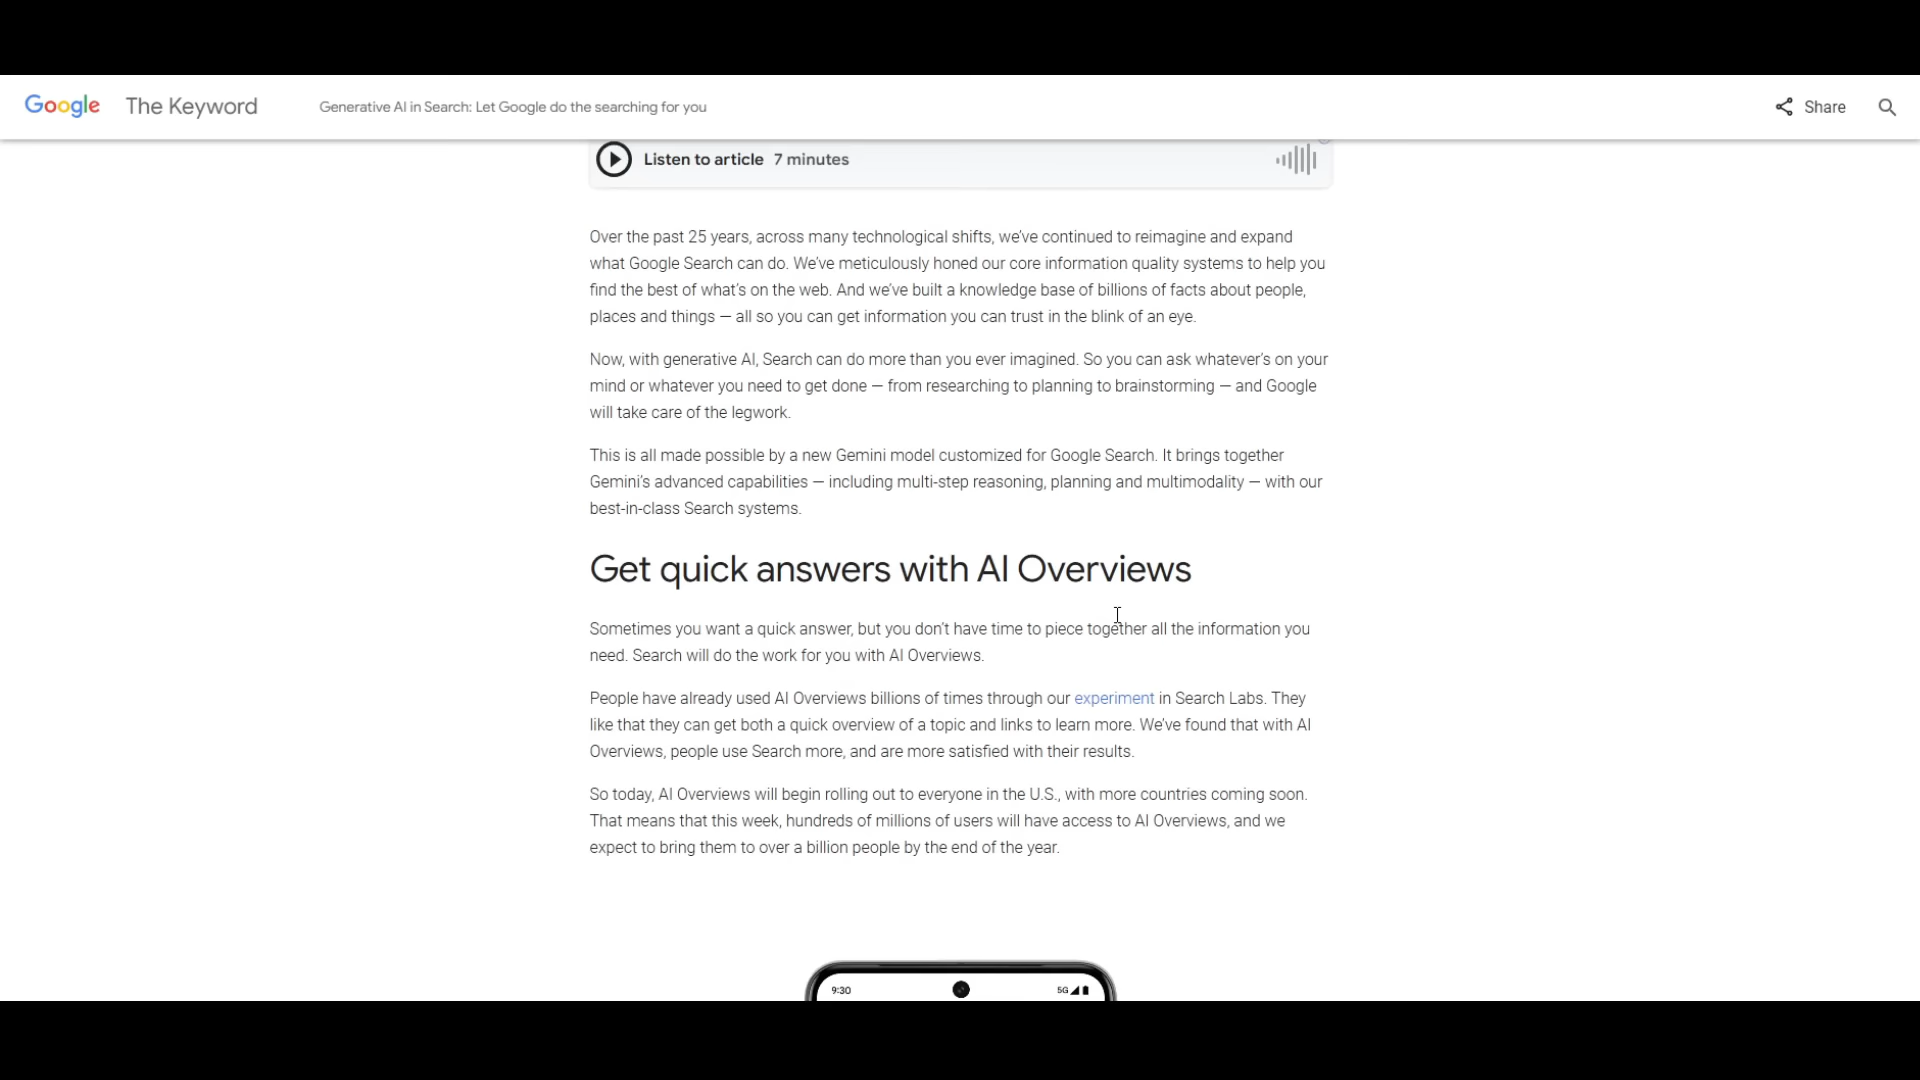 Google The Keyword Generative AI in Search: Let Google do the searching for you Share
Listen to article 7 minutes
Over the past 25 years, across many technological shifts, we’ve continued to reimagine and expand
what Google Search can do. We’ve meticulously honed our core information quality systems to help you
find the best of what’s on the web. And we’ve built a knowledge base of billions of facts about people,
places and things — all so you can get information you can trust in the blink of an eye.
Now, with generative AI, Search can do more than you ever imagined. So you can ask whatever’s on your
mind or whatever you need to get done — from researching to planning to brainstorming — and Google
will take care of the legwork.
This is all made possible by a new Gemini model customized for Google Search. It brings together
Gemini’s advanced capabilities — including multi-step reasoning, planning and multimodality — with our
best-in-class Search systems.
Get quick answers with AI Overviews
Sometimes you want a quick answer, but you don’t have time to piece together all the information you
need. Search will do the work for you with AI Overviews.
People have already used AI Overviews billions of times through our experiment in Search Labs. They
like that they can get both a quick overview of a topic and links to learn more. We’ve found that with AI
Overviews, people use Search more, and are more satisfied with their results.
So today, AI Overviews will begin rolling out to everyone in the U.S., with more countries coming soon.
That means that this week, hundreds of millions of users will have access to AI Overviews, and we
expect to bring them to over a billion people by the end of the year.
9:30 5G